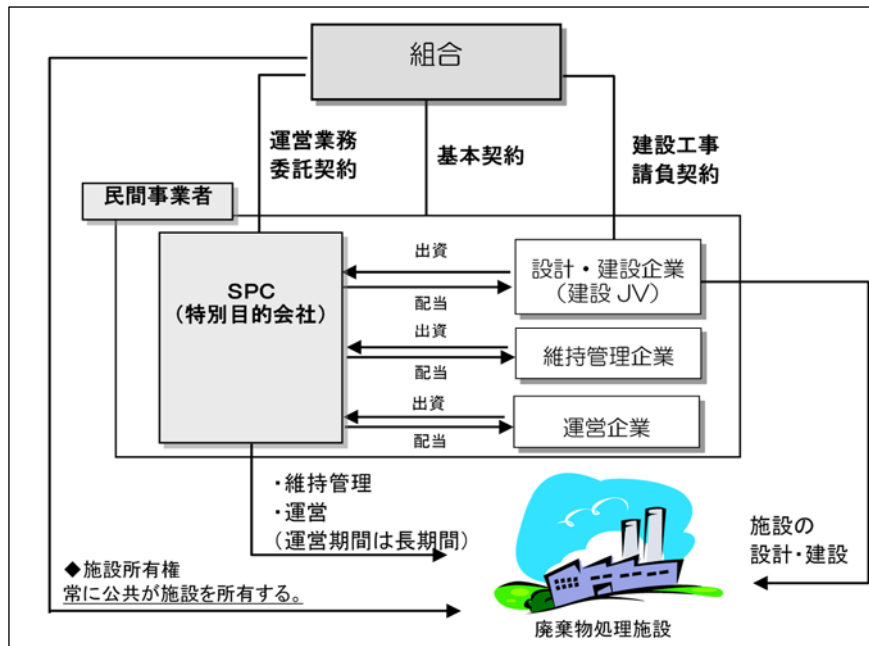 組合
運営業務
委託契約
基本契約
建設工事
請負契約
民間事業者
SPC
（特別目的会社）
出資
配当
出資
配当
出資
配当
設計・建設企業
（建設 JV）
維持管理企業
運営企業
・維持管理
・運営
（運営期間は長期間）
施設の
設計・建設
◆施設所有権
常に公共が施設を所有する。
廃棄物処理施設